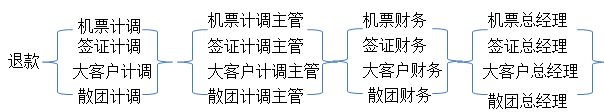 退款
机票计调
签证计调
大客户计调
散团计调
机票计调主管
签证计调主管
大客户计调主管
散团计调主管
机票财务
签证财务
大客户财务
散团财务
机票总经理
签证总经理
大客户总经理
散团总经理